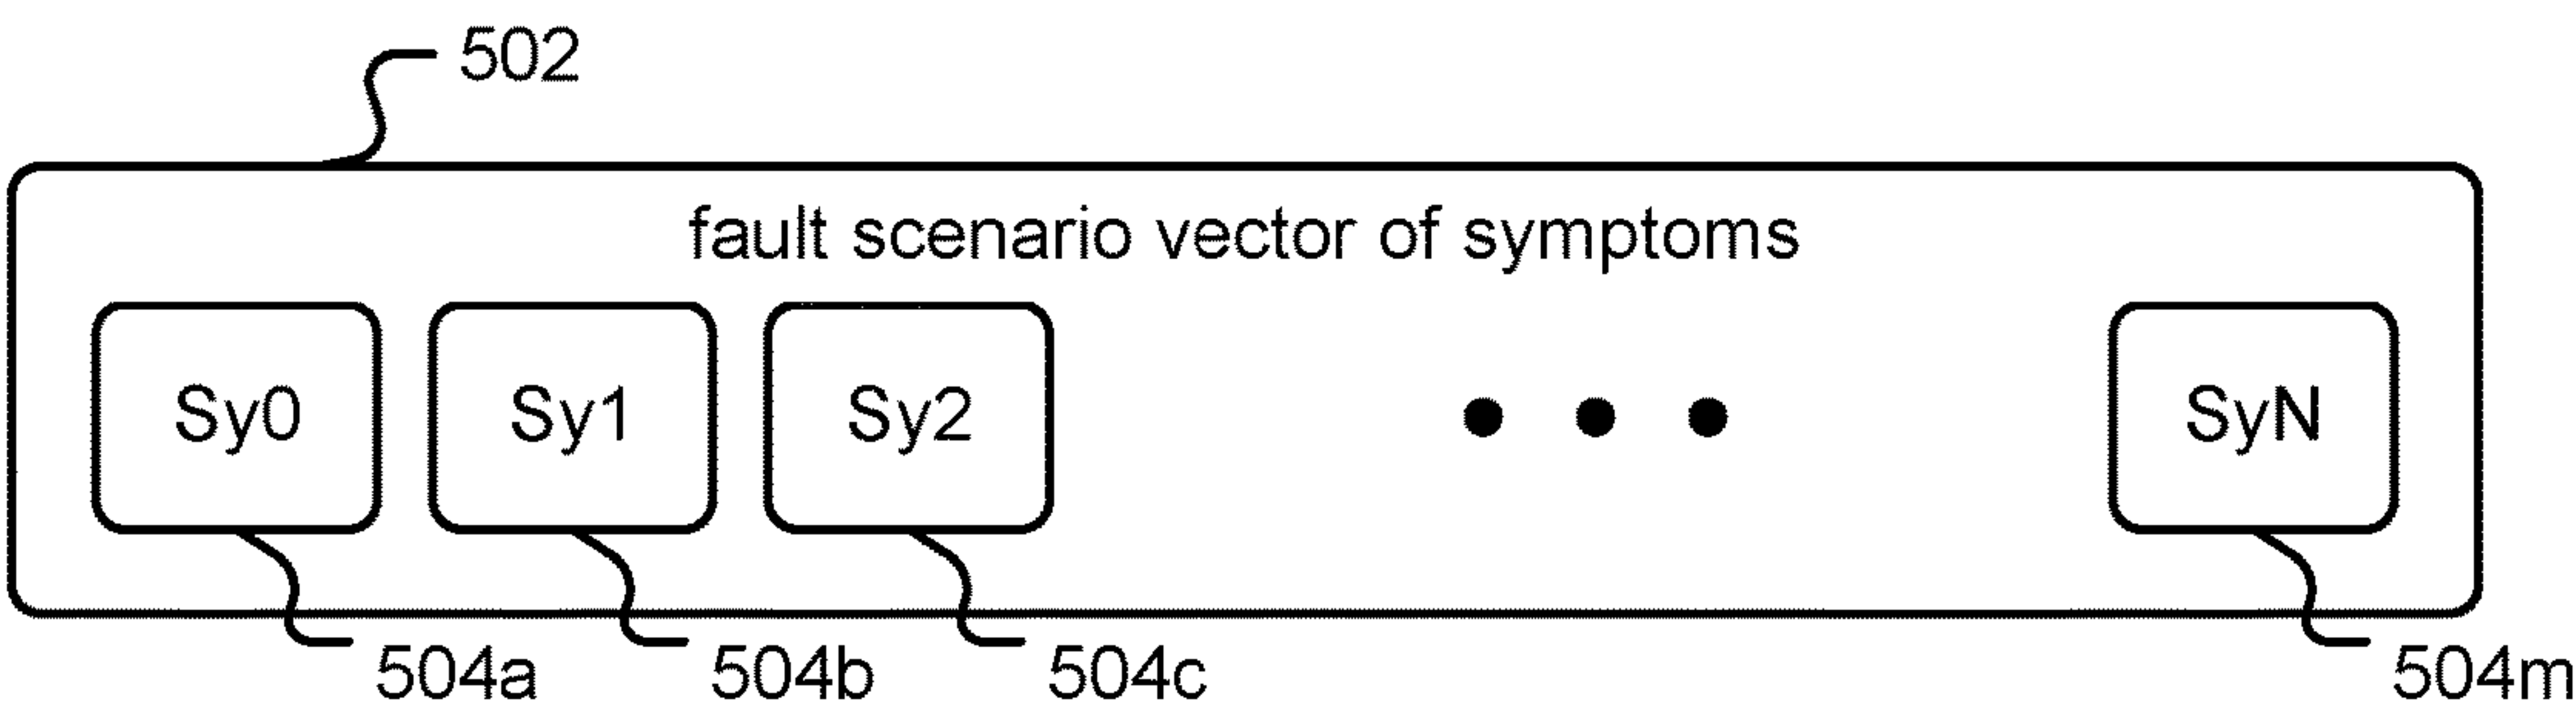 502
fault scenario vector of symptoms
Sy0 Sy1 Sy2 SyN
504a 504b 504c 504m